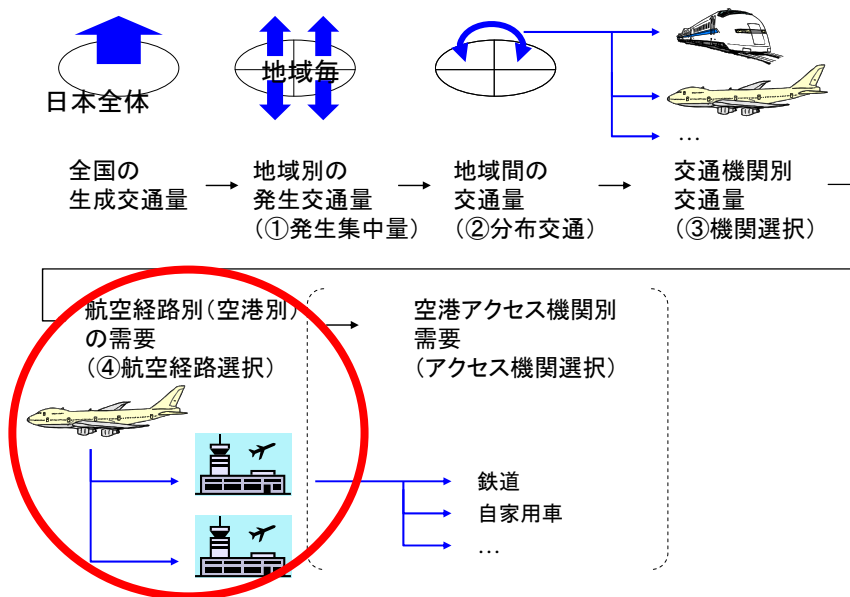 日本全体
地域毎
…
全国の
生成交通量
地域別の
発生交通量
(①発生集中量)
地域間の
交通量
(②分布交通)
交通機関別
交通量
(③機関選択)
航空経路別(空港別)
の需要
(④航空経路選択)
空港アクセス機関別
需要
(アクセス機関選択)
鉄道
自家用車
…